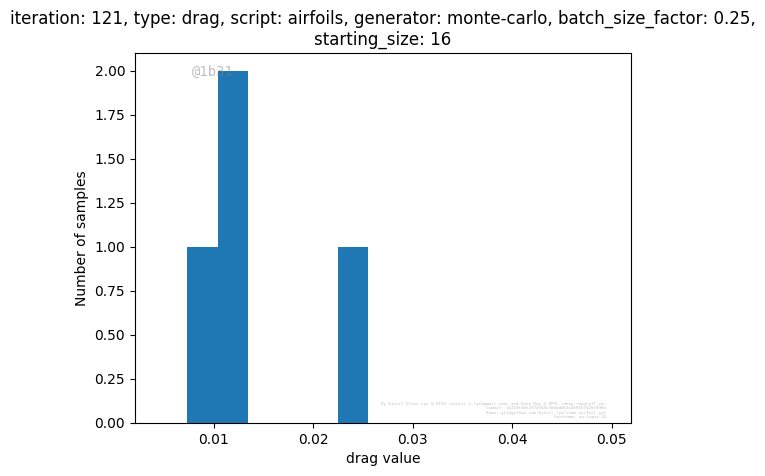 iteration: 121, type: drag, script: airfoils, generator: monte-carlo, batch_size_factor: 0.25,
starting_size: 16
@1b31
2.00
1.75
1.50
1.25
1.00
0.75
0.50
0.25
0.00
Number of samples
0.01
0.02
0.03
0.04
0.05
drag value